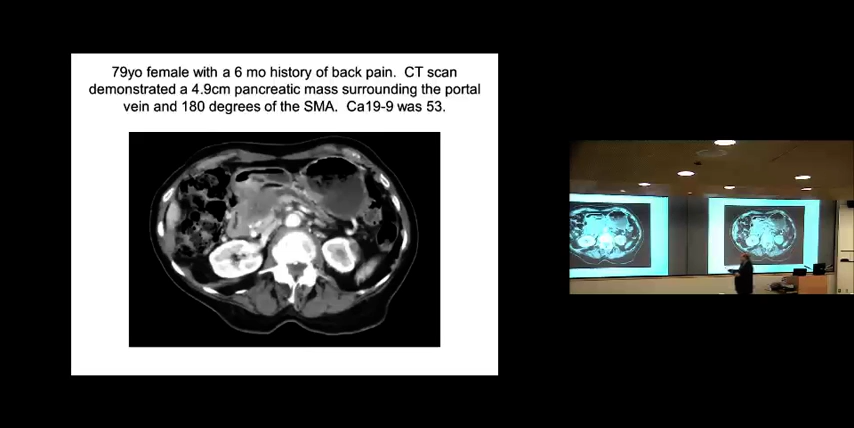 79yo female with a 6 mo history of back pain.  CT scan
demonstrated a 4.9cm pancreatic mass surrounding the portal
vein and 180 degrees of the SMA.  Ca19-9 was 53.